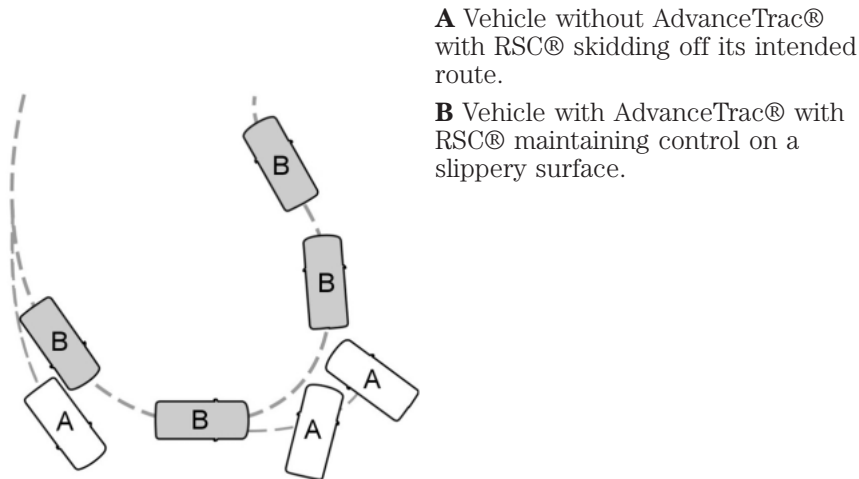 A Vehicle without AdvanceTrac®
with RSC® skidding off its intended
route.
B Vehicle with AdvanceTrac® with
RSC® maintaining control on a
slippery surface.
B
B
B
A
A
B
A